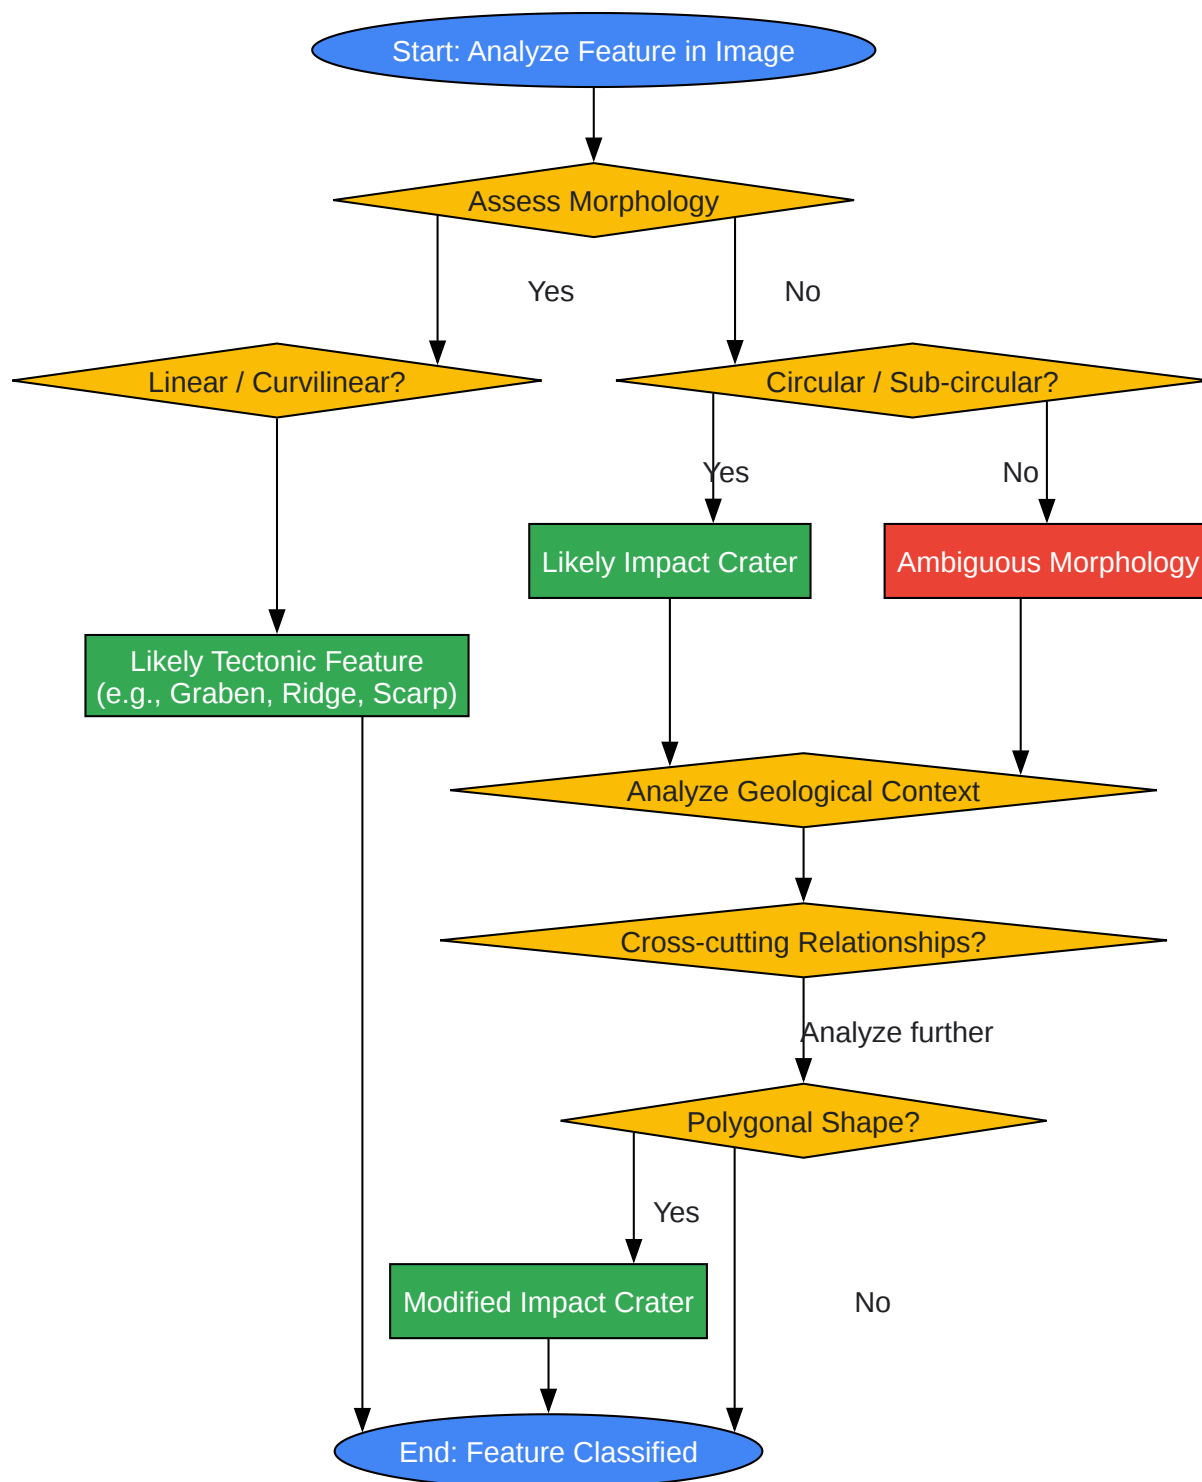 Start: Analyze Feature in Image
Assess Morphology
Yes
No
Linear / Curvilinear?
Circular / Sub-circular?
Yes
No
Likely Impact Crater
Ambiguous Morphology
Likely Tectonic Feature
(e.g., Graben, Ridge, Scarp)
Analyze Geological Context
Cross-cutting Relationships?
Analyze further
Polygonal Shape?
Yes
Modified Impact Crater
No
End: Feature Classified